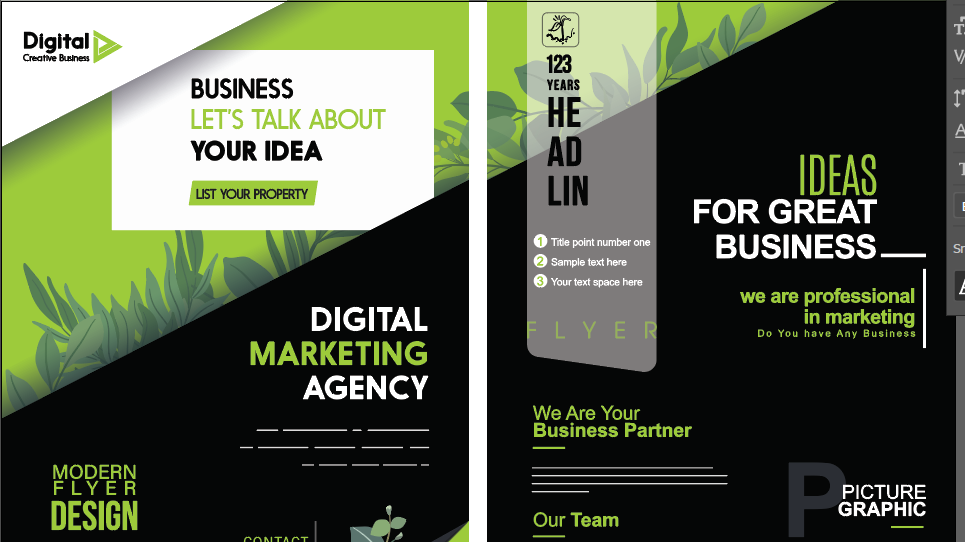 Digital
Creative Business
BUSINESS
LET'S TALK ABOUT
YOUR IDEA
LIST YOUR PROPERTY
DIGITAL
MARKETING
AGENCY
MODERN
FLYER
DESIGN
CONTACT
123
YEARS
HE
AD
LIN
1 Title point number one
2 Sample text here
3 Your text space here
FLYER
IDEAS
FOR GREAT
BUSINESS
we are professional
in marketing
Do You have Any Business
We Are Your
Business Partner
P
PICTURE
GRAPHIC
Our Team